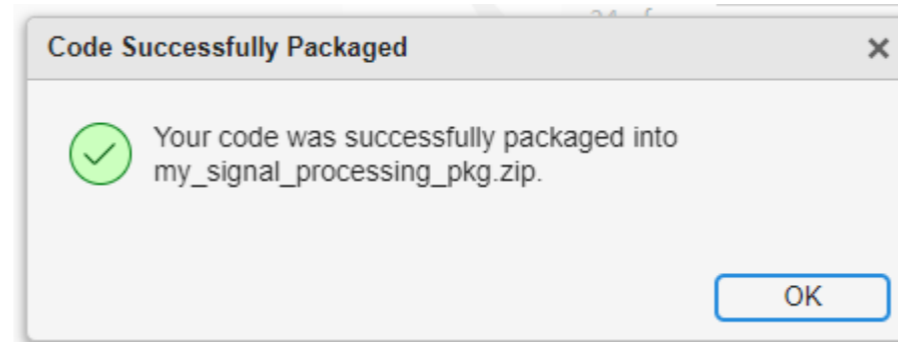 Code Successfully Packaged
Your code was successfully packaged into
my_signal_processing_pkg.zip.
OK